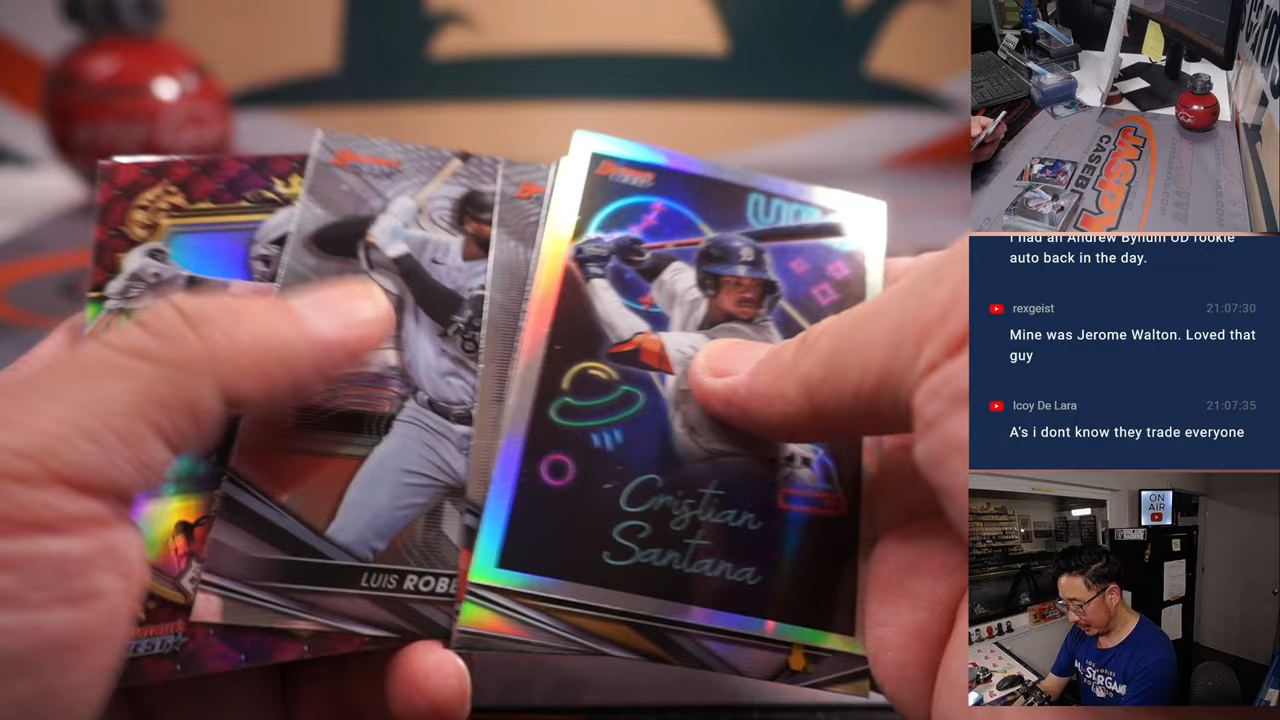 Cristian
Santana
LUIS ROBE
JASPY
CASEB
I had an Andrew Bynum UD rookie
auto back in the day.
rexgeist 21:07:30
Mine was Jerome Walton. Loved that
guy
Icoy De Lara 21:07:35
A's i dont know they trade everyone
ON
AIR